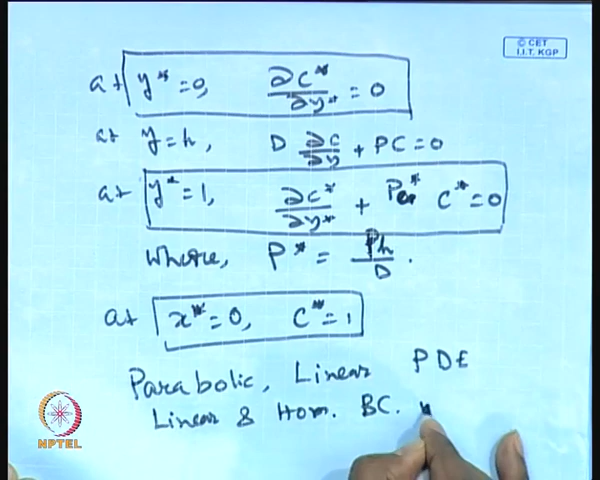 © CET
I.I.T. KGP
at y* = 0, ∂c*/∂y* = 0
at y = h, D ∂c/∂y + PC = 0
at y* = 1, ∂c*/∂y* + Pe* c* = 0
where, P* = Ph/D.
at x* = 0, c* = 1
Parabolic, Linear PDE
Linear & Hom. BC.
NPTEL